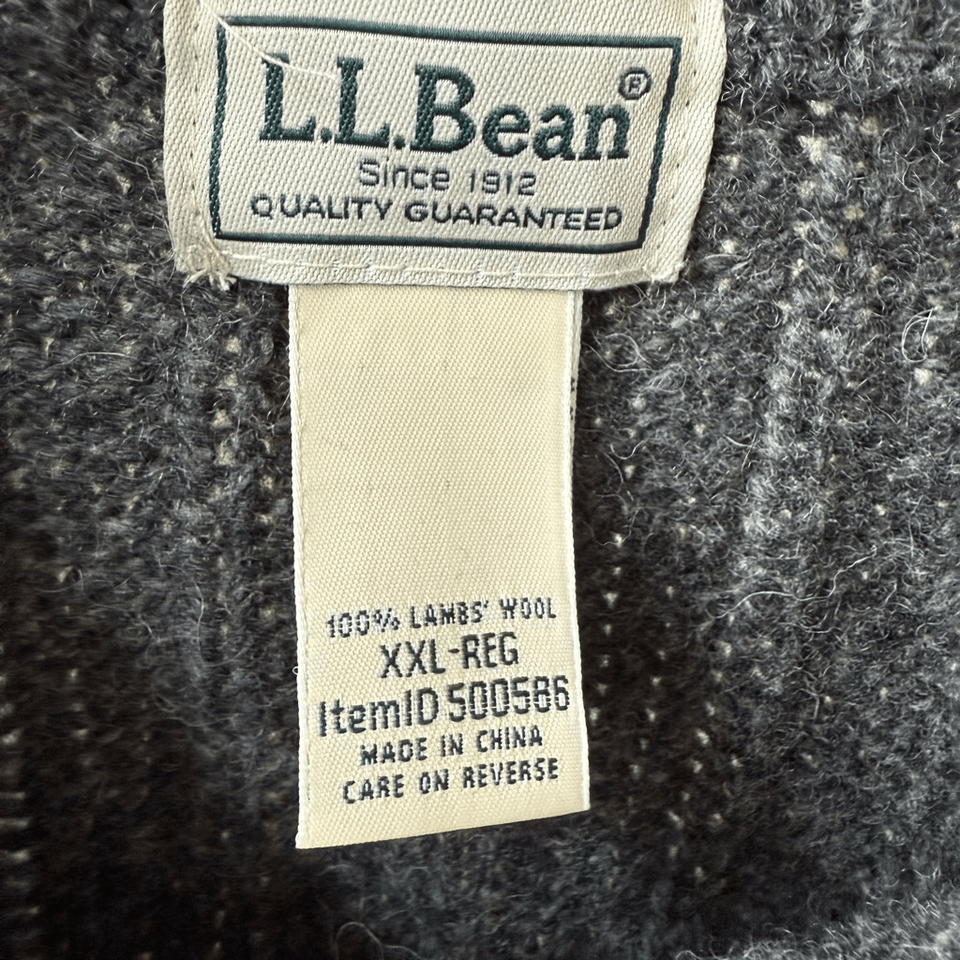 L.L.Bean®
Since 1912
QUALITY GUARANTEED
100% LAMBS' WOOL
XXL-REG
ItemID 500586
MADE IN CHINA
CARE ON REVERSE